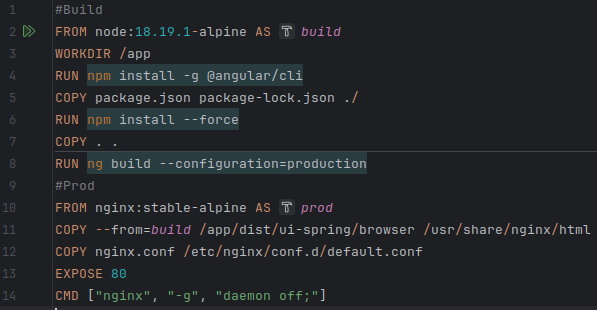 1 #Build
2 FROM node:18.19.1-alpine AS build
3 WORKDIR /app
4 RUN npm install -g @angular/cli
5 COPY package.json package-lock.json ./
6 RUN npm install --force
7 COPY . .
8 RUN ng build --configuration=production
9 #Prod
10 FROM nginx:stable-alpine AS prod
11 COPY --from=build /app/dist/ui-spring/browser /usr/share/nginx/html
12 COPY nginx.conf /etc/nginx/conf.d/default.conf
13 EXPOSE 80
14 CMD ["nginx", "-g", "daemon off;"]